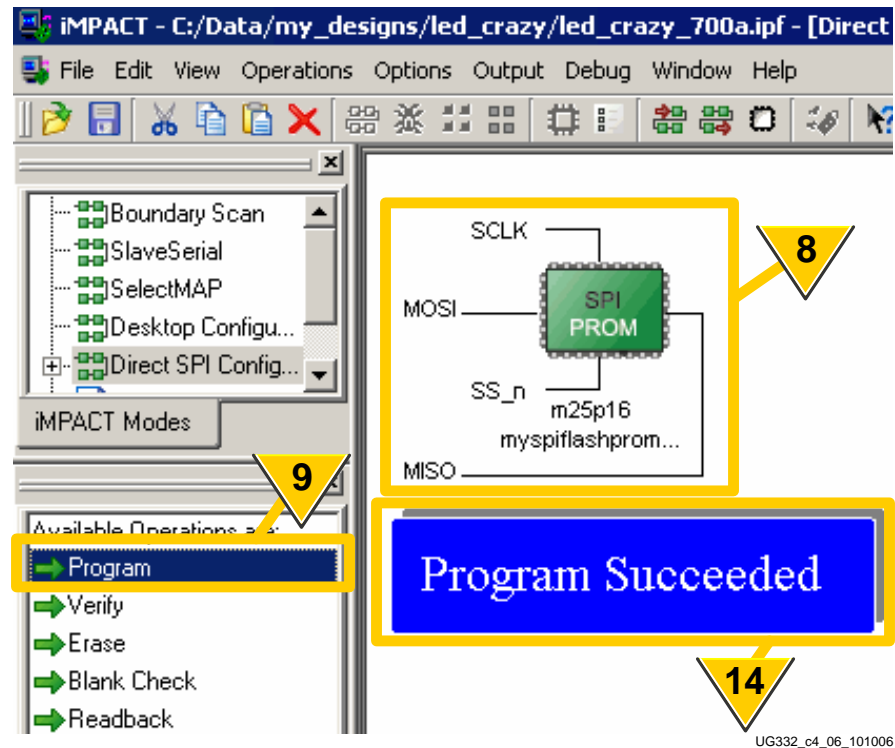 iMPACT - C:/Data/my_designs/led_crazy/led_crazy_700a.ipf - [Direct
File Edit View Operations Options Output Debug Window Help
Boundary Scan
SlaveSerial
SelectMAP
Desktop Configu...
Direct SPI Config...
iMPACT Modes
SCLK
MOSI
SPI
PROM
SS_n
m25p16
myspiflashprom...
MISO
8
9
Available Operations are:
Program
Verify
Erase
Blank Check
Readback
Program Succeeded
14
UG332_c4_06_101006